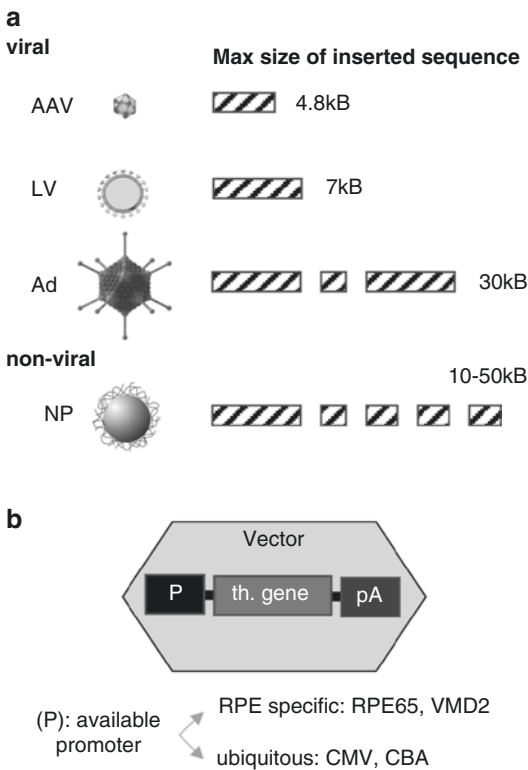 a
viral
Max size of inserted sequence
AAV
4.8kB
LV
7kB
Ad
30kB
non-viral
10-50kB
NP
b
Vector
P
th. gene
pA
(P): available
promoter
RPE specific: RPE65, VMD2
ubiquitous: CMV, CBA